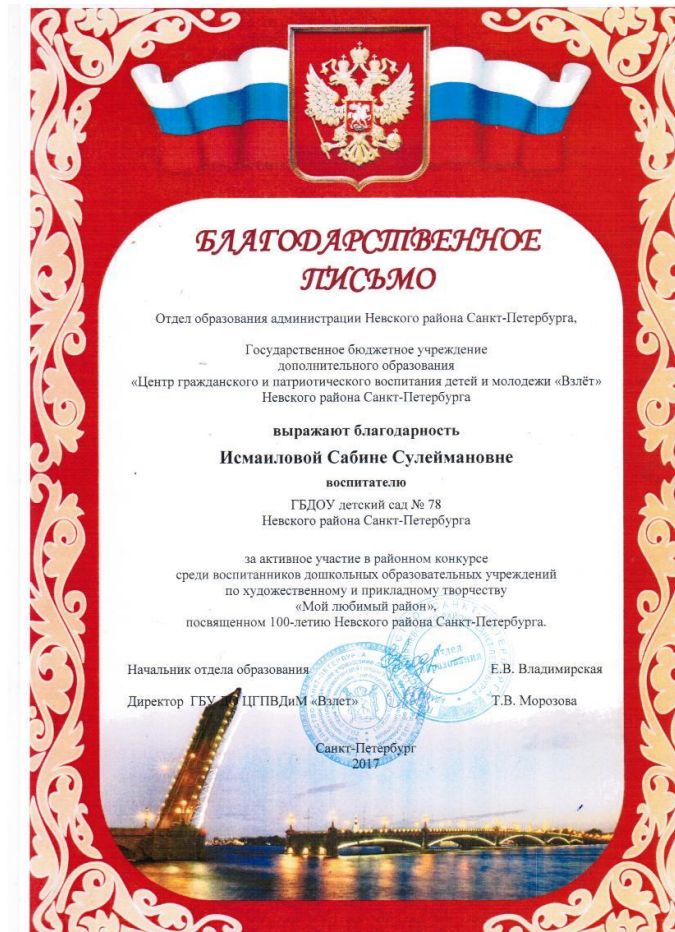 БЛАГОДАРСТВЕННОЕ
ПИСЬМО
Отдел образования администрации Невского района Санкт-Петербурга,
Государственное бюджетное учреждение
дополнительного образования
«Центр гражданского и патриотического воспитания детей и молодежи «Взлёт»
Невского района Санкт-Петербурга
выражают благодарность
Исмаиловой Сабине Сулеймановне
воспитателю
ГБДОУ детский сад № 78
Невского района Санкт-Петербурга
за активное участие в районном конкурсе
среди воспитанников дошкольных образовательных учреждений
по художественному и прикладному творчеству
«Мой любимый район»,
посвященном 100-летию Невского района Санкт-Петербурга.
Начальник отдела образования Е.В. Владимирская
Директор ГБУ ДО ЦГПВДиМ «Взлет» Т.В. Морозова
Санкт-Петербург
2017
Отдел
образования